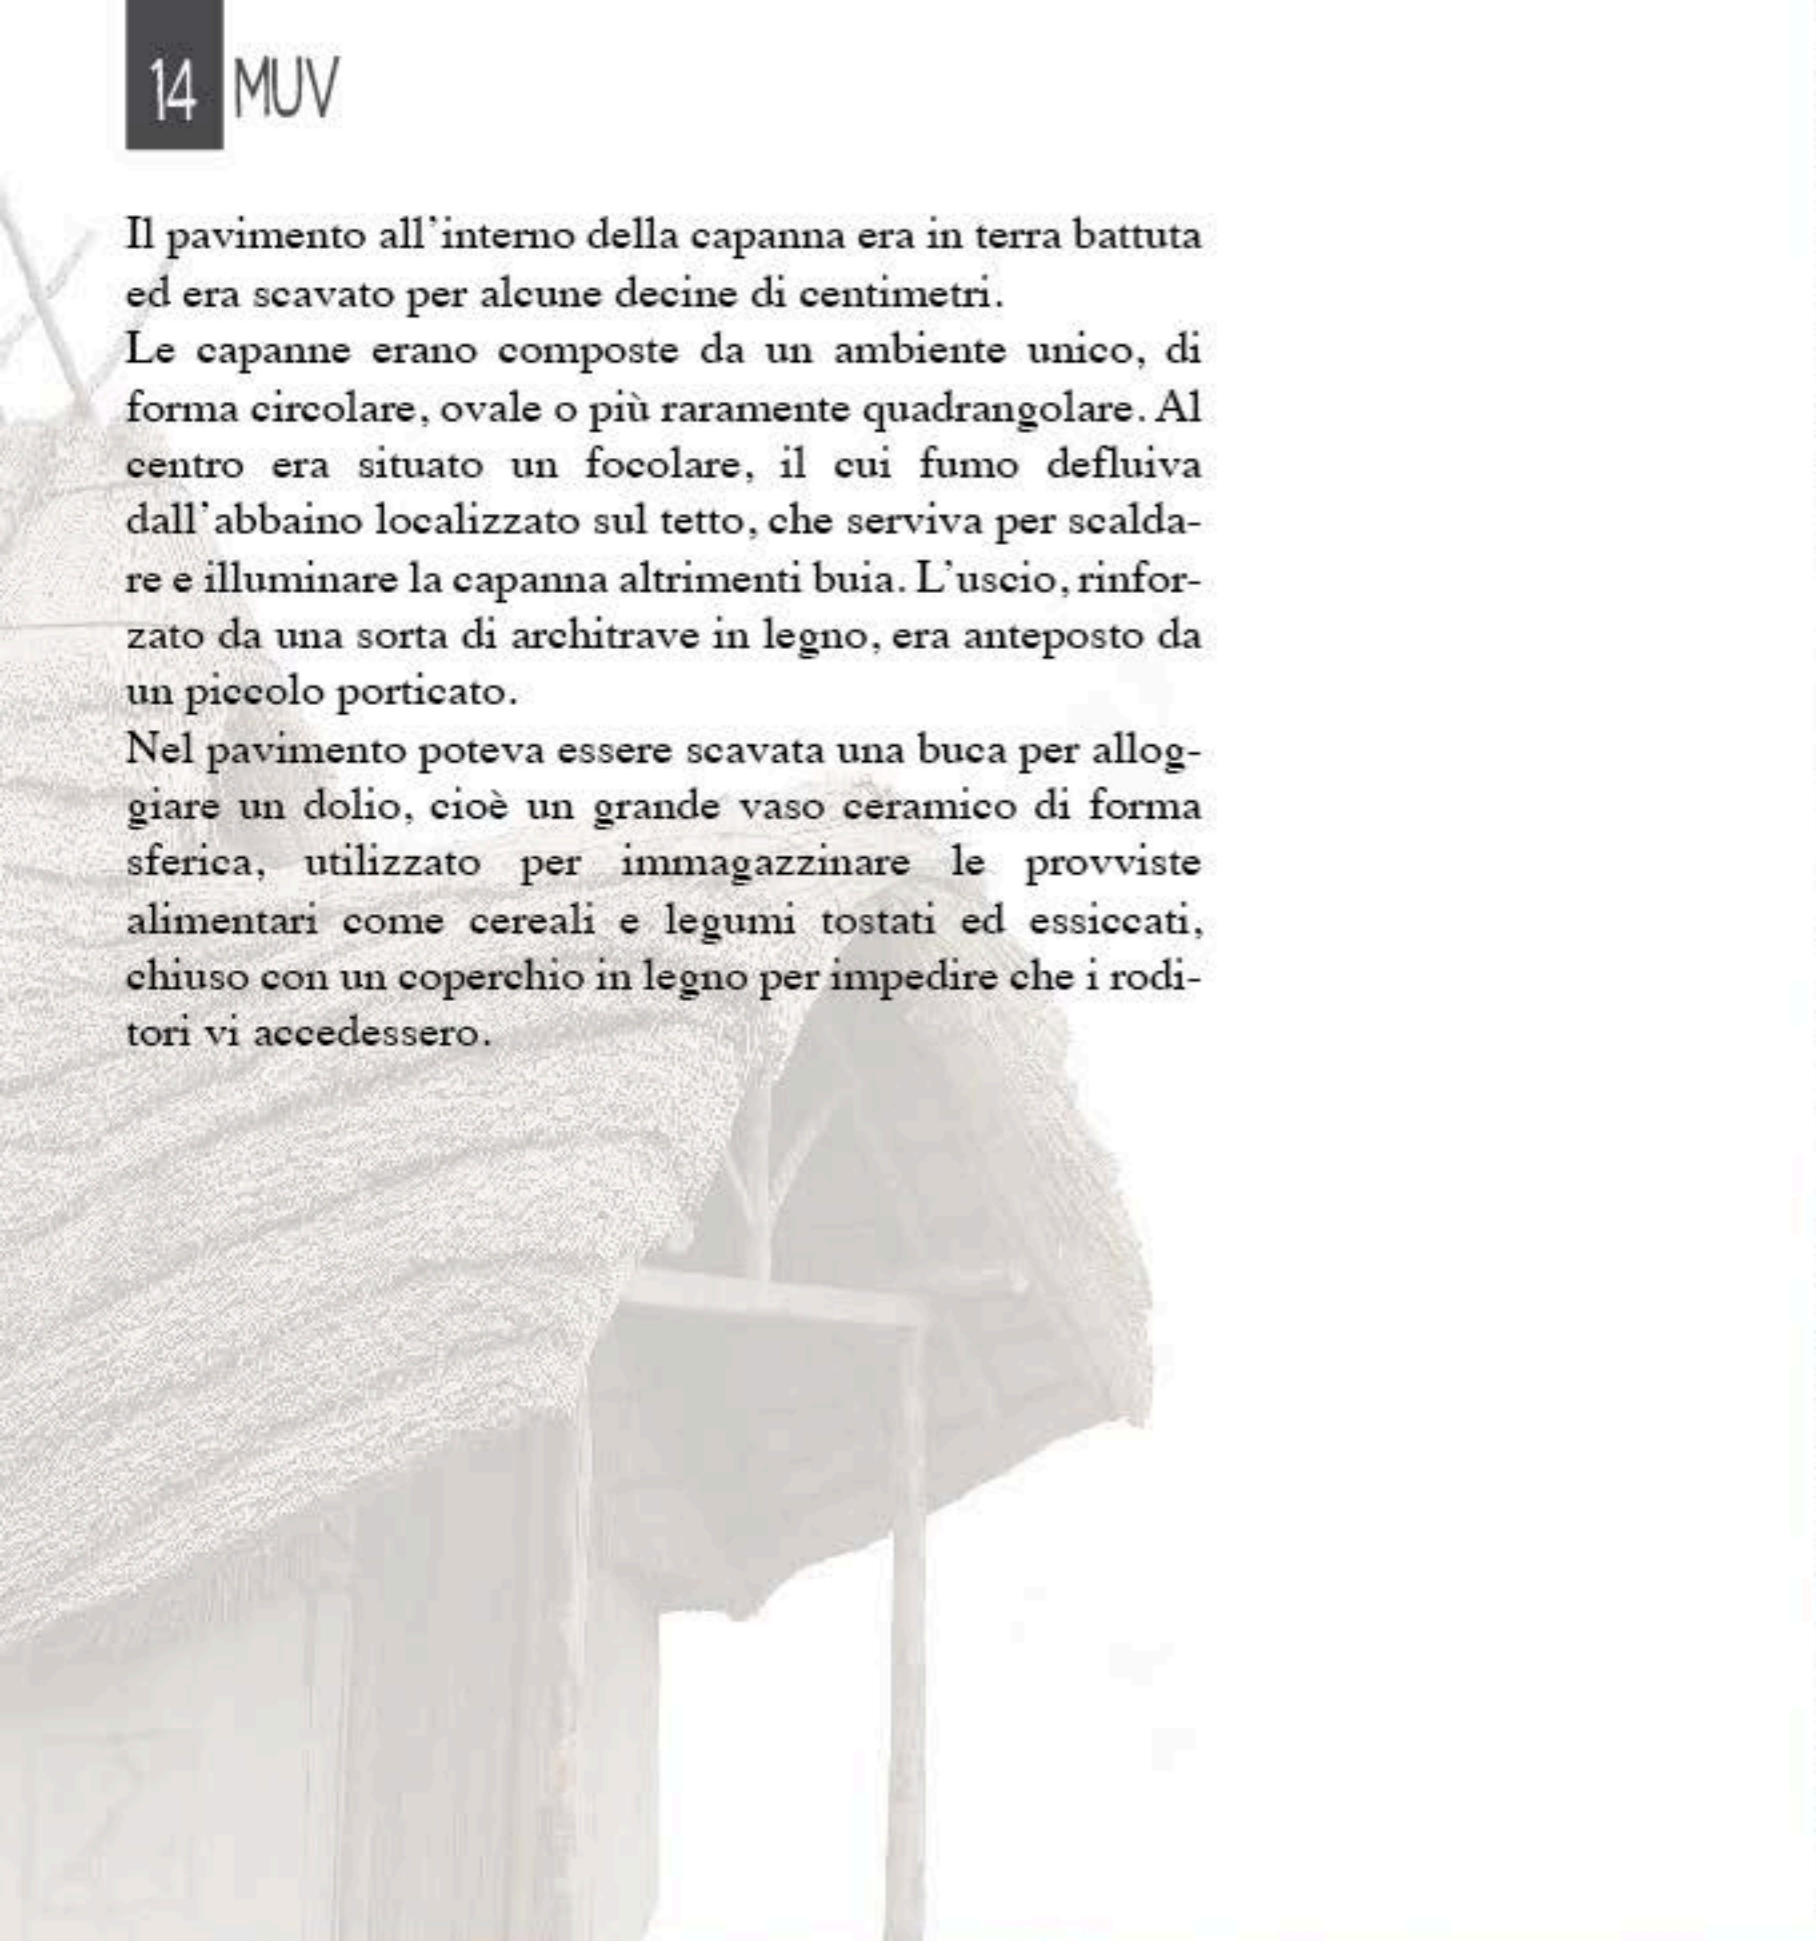 14 MUV
Il pavimento all'interno della capanna era in terra battuta
ed era scavato per alcune decine di centimetri.
Le capanne erano composte da un ambiente unico, di
forma circolare, ovale o più raramente quadrangolare. Al
centro era situato un focolare, il cui fumo defluiva
dall'abbaino localizzato sul tetto, che serviva per scalda-
re e illuminare la capanna altrimenti buia. L'uscio, rinfor-
zato da una sorta di architrave in legno, era anteposto da
un piccolo porticato.
Nel pavimento poteva essere scavata una buca per allog-
giare un dolio, cioè un grande vaso ceramico di forma
sferica, utilizzato per immagazzinare le provviste
alimentari come cereali e legumi tostati ed essiccati,
chiuso con un coperchio in legno per impedire che i rodi-
tori vi accedessero.